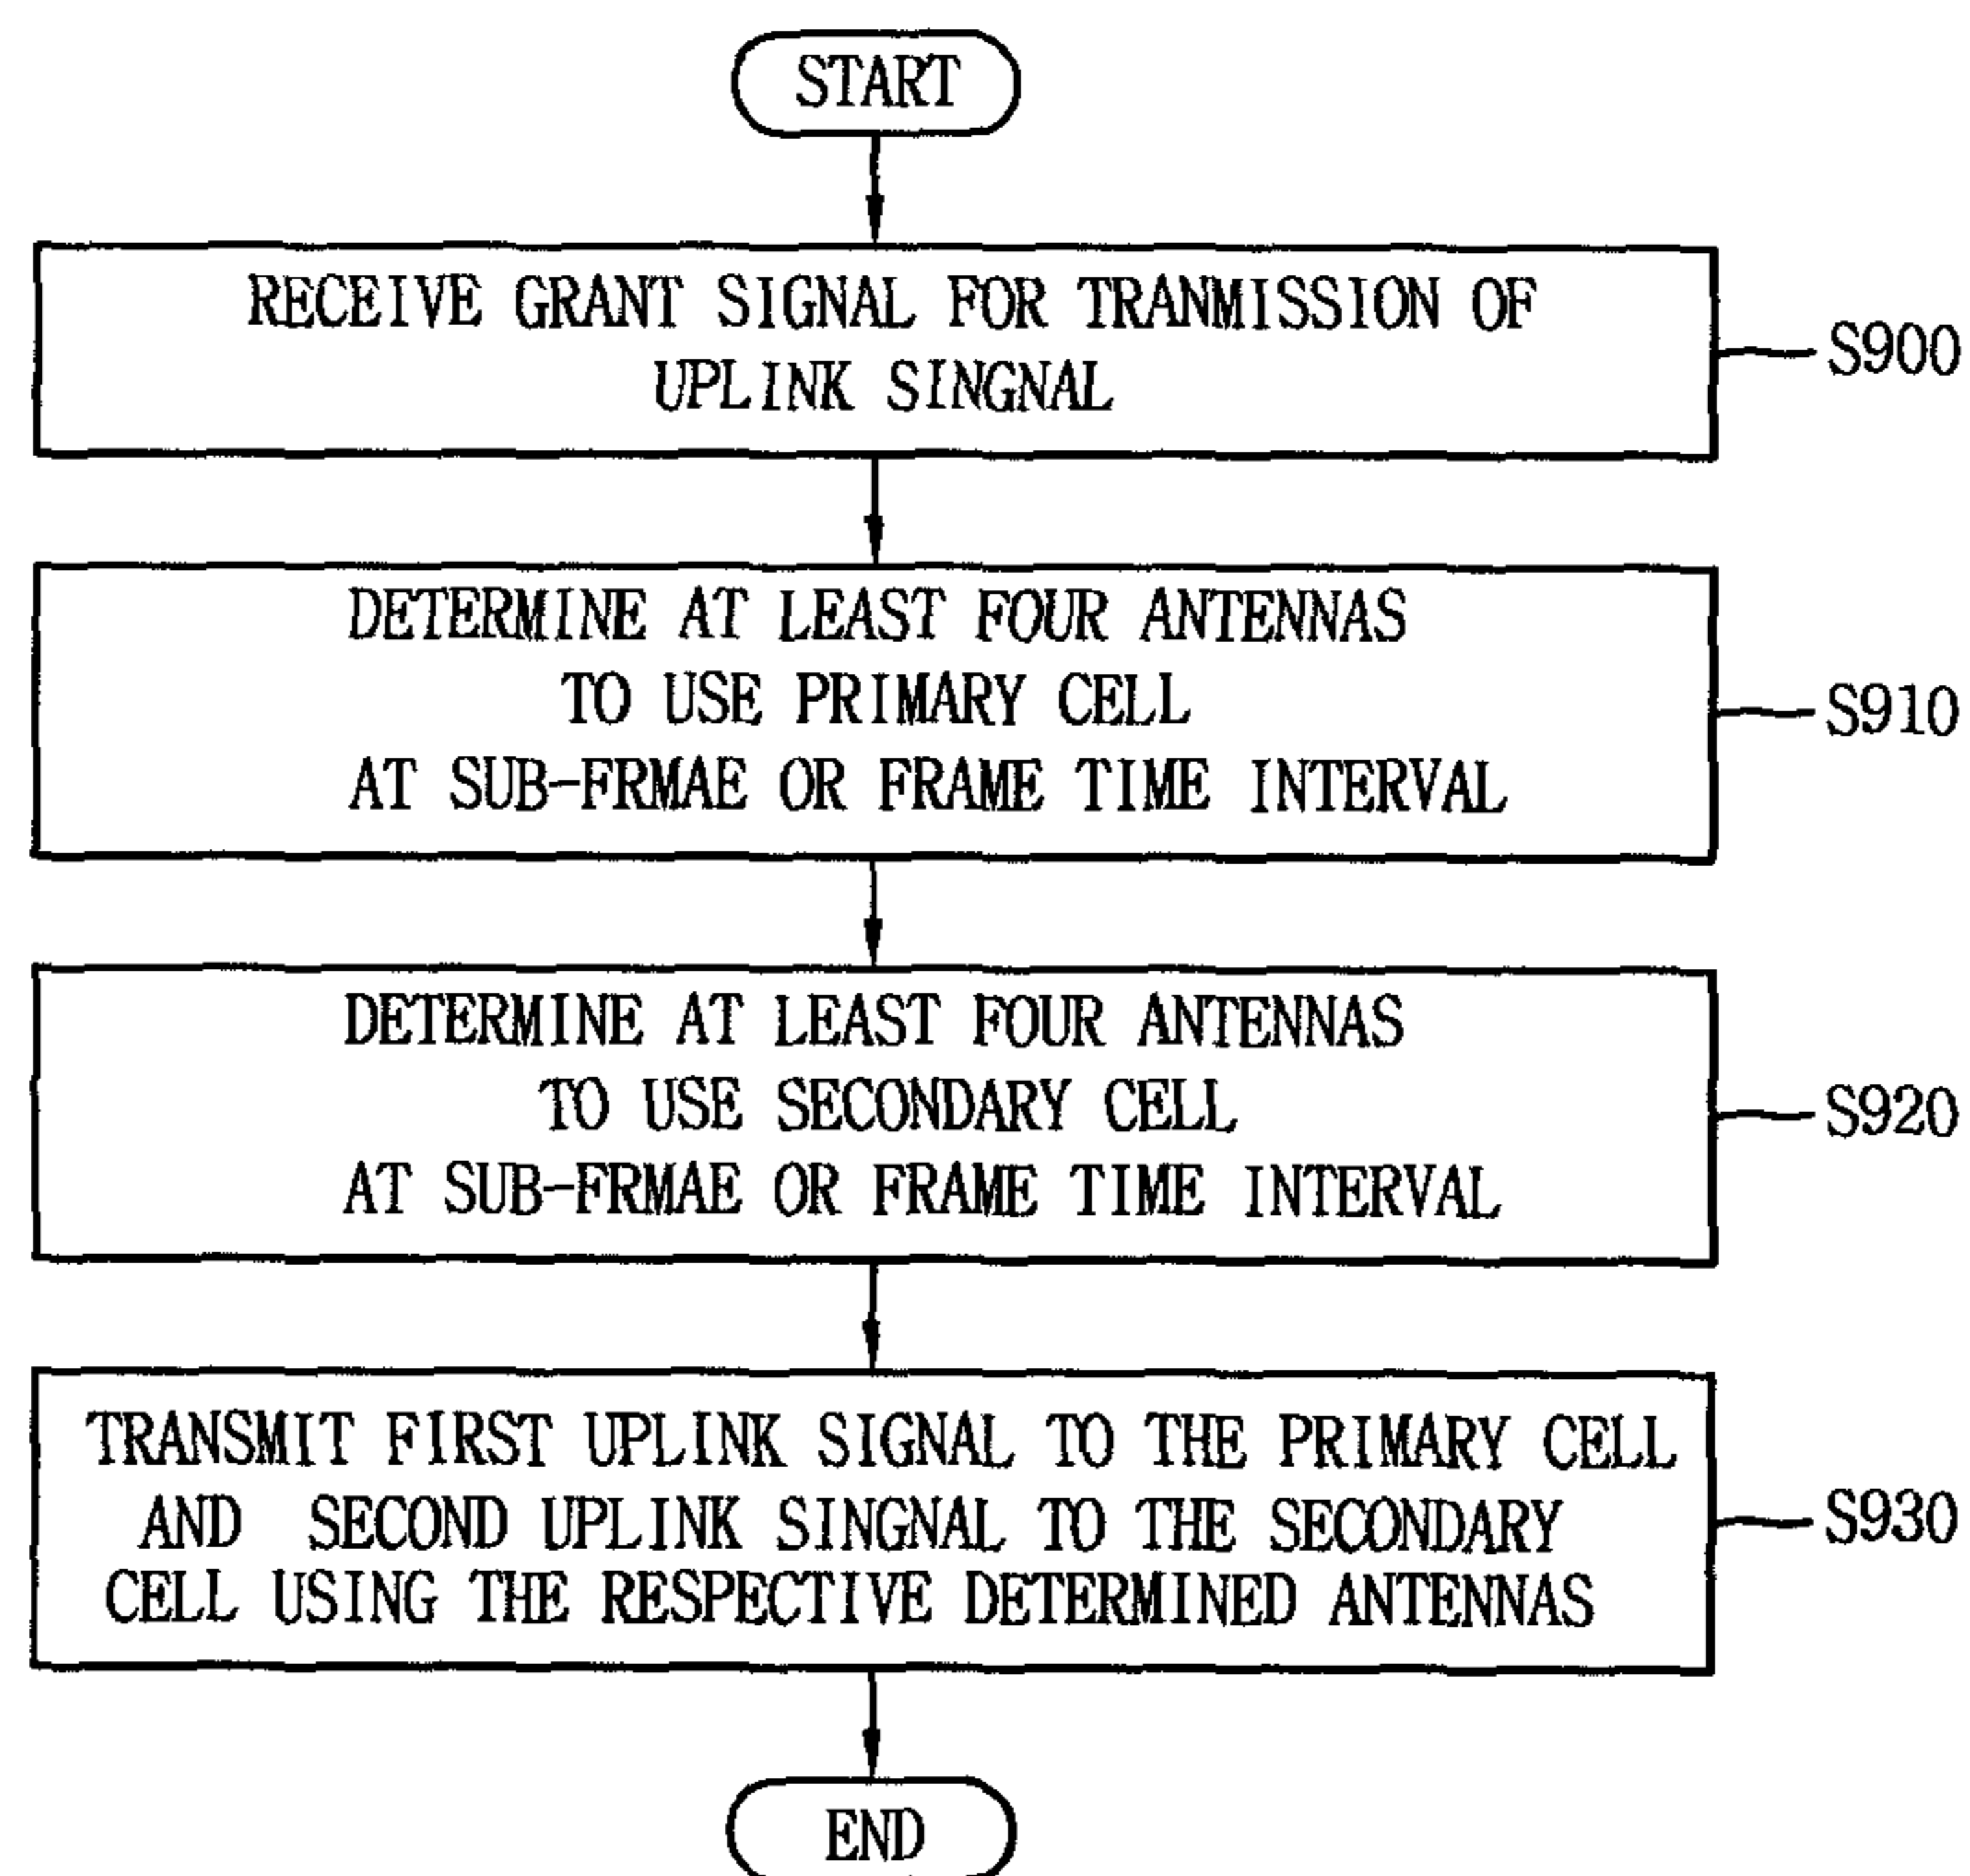 START
RECEIVE GRANT SIGNAL FOR TRANMISSION OF
UPLINK SINGNAL
S900
DETERMINE AT LEAST FOUR ANTENNAS
TO USE PRIMARY CELL
AT SUB-FRMAE OR FRAME TIME INTERVAL
S910
DETERMINE AT LEAST FOUR ANTENNAS
TO USE SECONDARY CELL
AT SUB-FRMAE OR FRAME TIME INTERVAL
S920
TRANSMIT FIRST UPLINK SIGNAL TO THE PRIMARY CELL
AND SECOND UPLINK SINGNAL TO THE SECONDARY
CELL USING THE RESPECTIVE DETERMINED ANTENNAS
S930
END